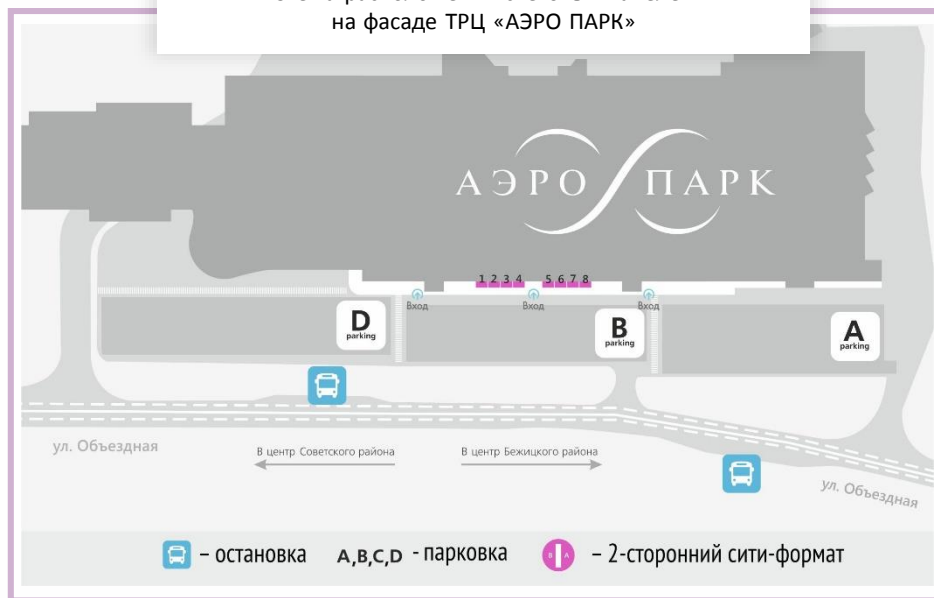 на фасаде ТРЦ «АЭРО ПАРК»
АЭРО ПАРК
1 2 3 4 5 6 7 8
Вход Вход Вход
D
parking
B
parking
A
parking
ул. Объездная
В центр Советского района
В центр Бежицкого района
ул. Объездная
– остановка A,B,C,D - парковка B A – 2-сторонний сити-формат